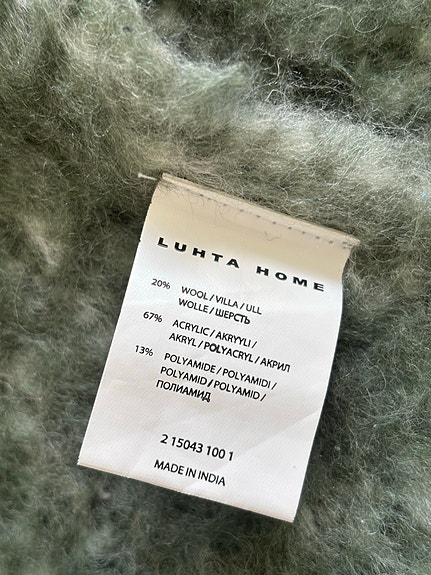 LUHTA HOME
20% WOOL / VILLA / ULL
WOLLE / ШЕРСТЬ
67% ACRYLIC / AKRYYLI /
AKRYL / POLYACRYL / АКРИЛ
13% POLYAMIDE / POLYAMIDI /
POLYAMID / POLYAMID /
ПОЛИАМИД
2 15043 100 1
MADE IN INDIA